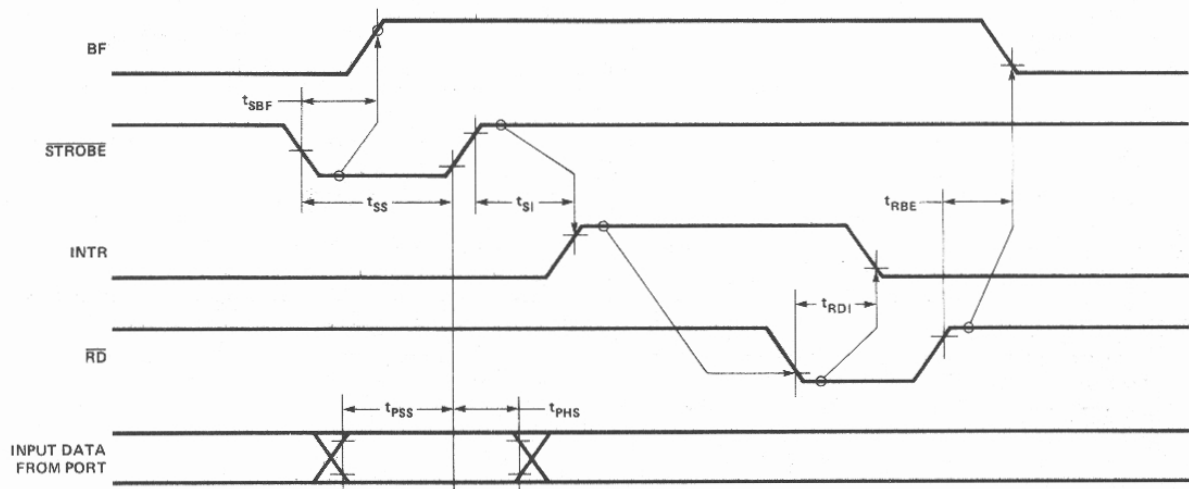 BF
tSBF
STROBE
tSS
tSI
tRBE
INTR
tRDI
RD
tPSS
tPHS
INPUT DATA
FROM PORT